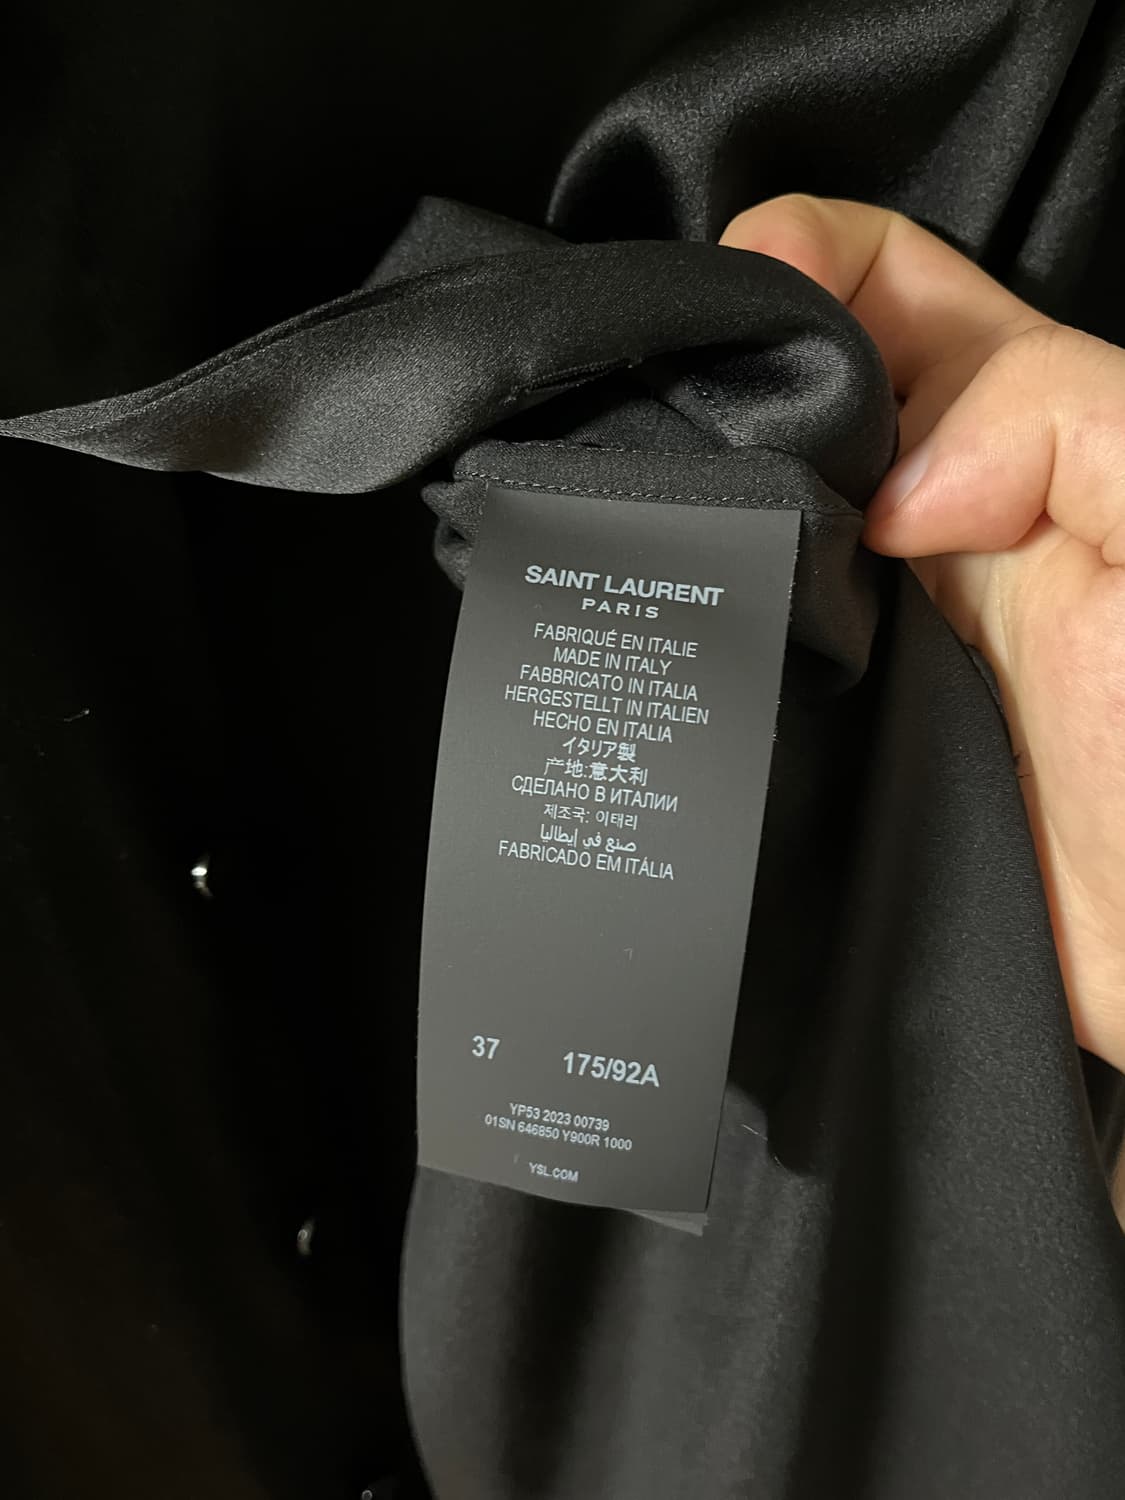 SAINT LAURENT
PARIS
FABRIQUÉ EN ITALIE
MADE IN ITALY
FABBRICATO IN ITALIA
HERGESTELLT IN ITALIEN
HECHO EN ITALIA
イタリア製
产地:意大利
СДЕЛАНО В ИТАЛИИ
제조국: 이태리
صنع في إيطاليا
FABRICADO EM ITÁLIA
37 175/92A
YP53 2023 00739
01SN 646850 Y900R 1000
YSL.COM